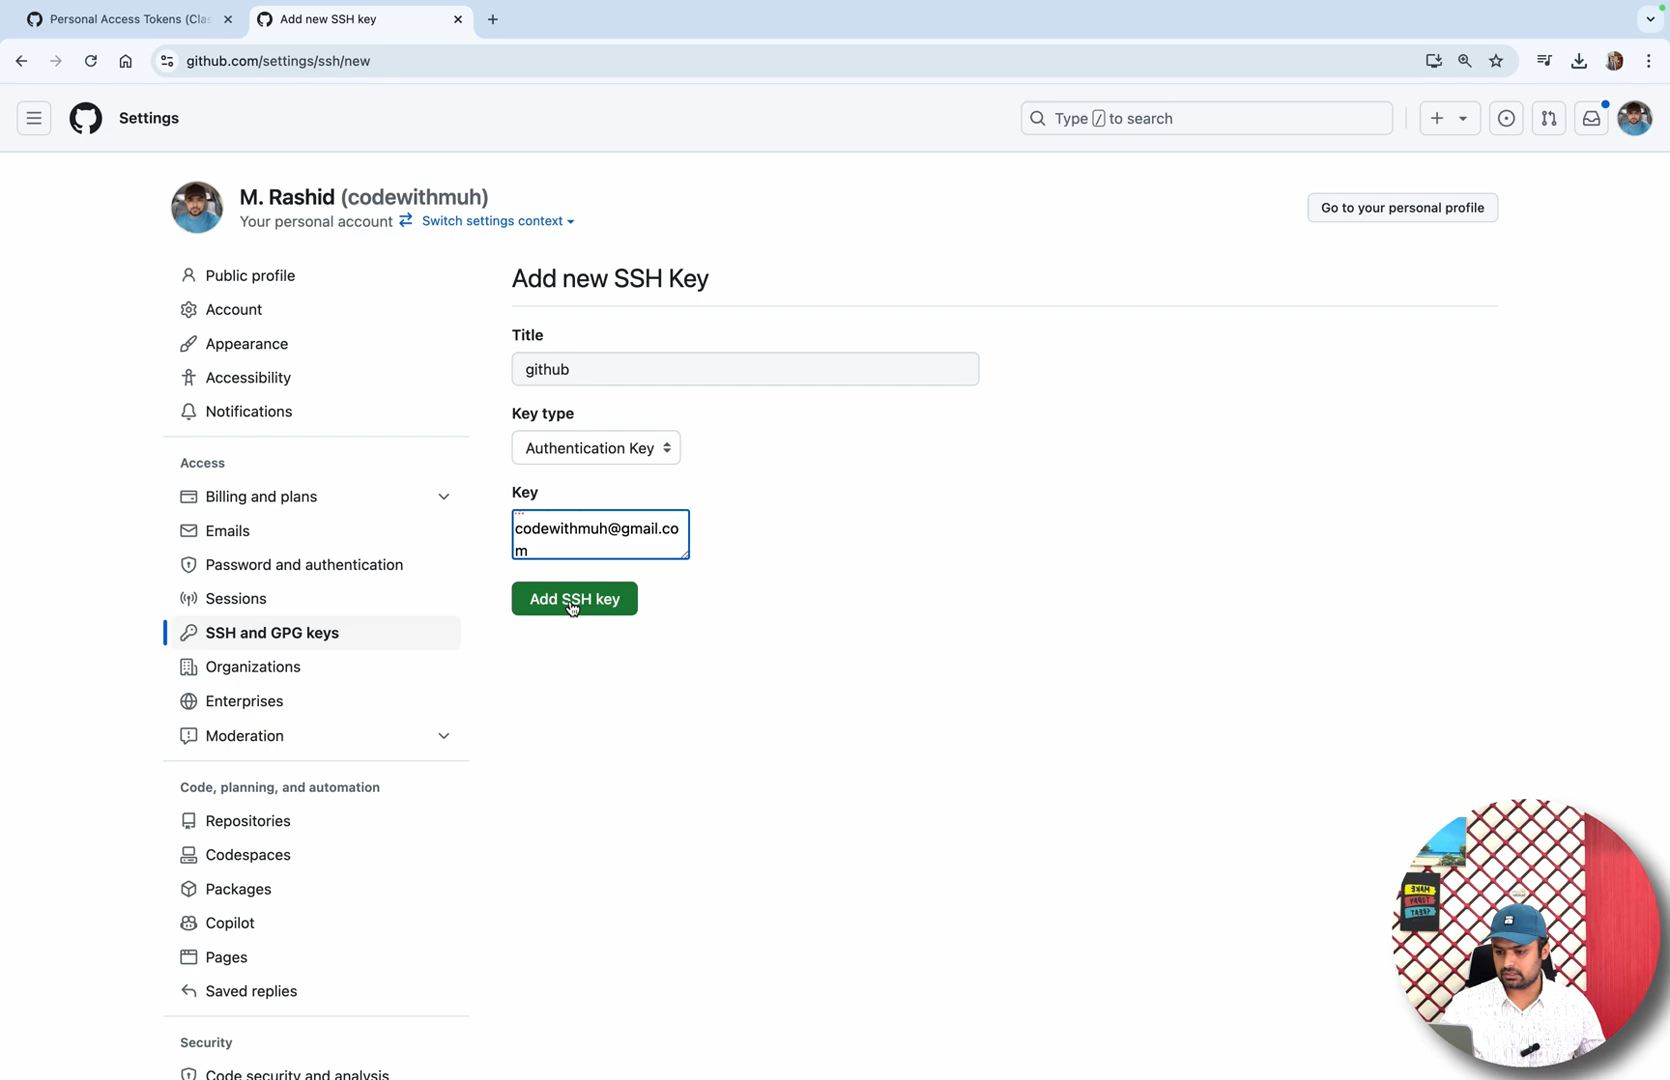 Personal Access Tokens (Clas
Add new SSH key
github.com/settings/ssh/new
Settings
Type / to search
M. Rashid (codewithmuh)
Your personal account
Switch settings context
Go to your personal profile
Public profile
Account
Appearance
Accessibility
Notifications
Access
Billing and plans
Emails
Password and authentication
Sessions
SSH and GPG keys
Organizations
Enterprises
Moderation
Code, planning, and automation
Repositories
Codespaces
Packages
Copilot
Pages
Saved replies
Security
Code security and analysis
Add new SSH Key
Title
github
Key type
Authentication Key
Key
codewithmuh@gmail.co
m
Add SSH key